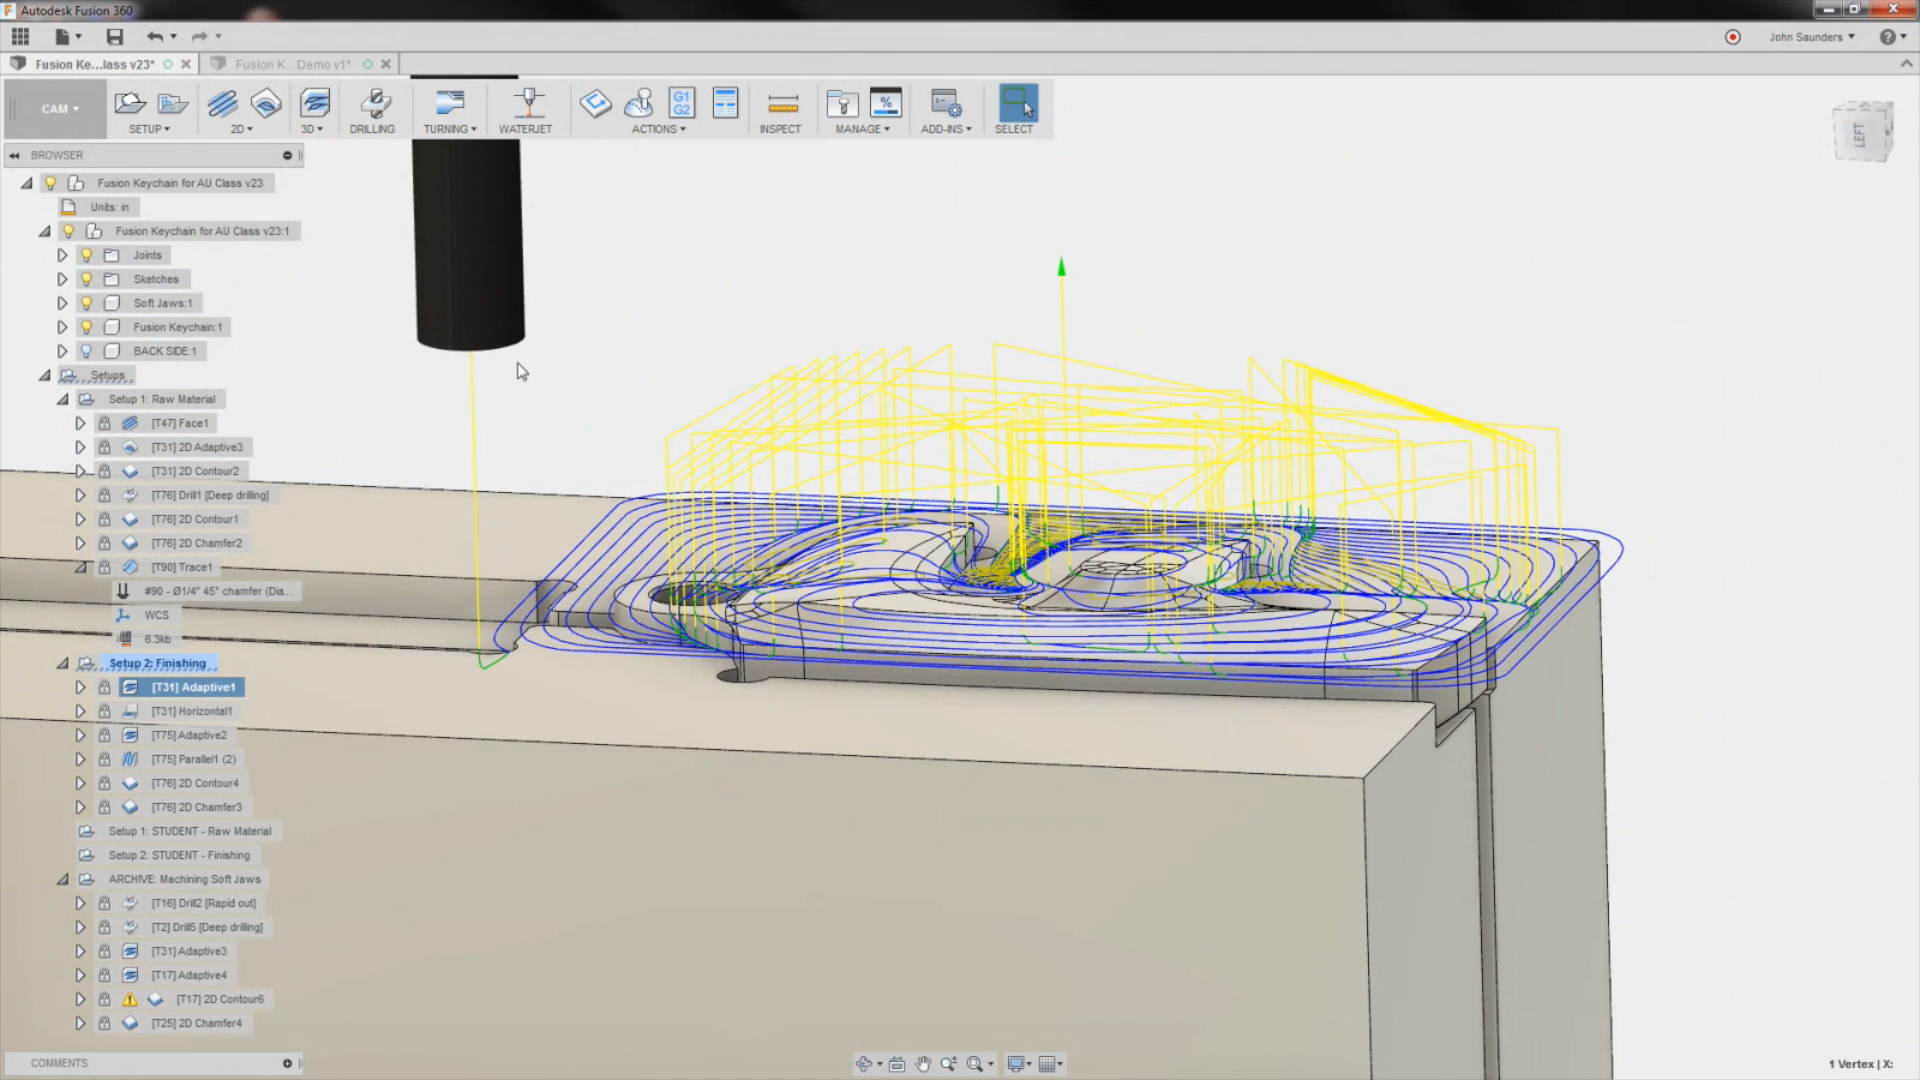 Autodesk Fusion 360
John Saunders
Fusion Ke...lass v23*
Fusion K...Demo v1*
CAM
SETUP
2D
3D
DRILLING
TURNING
WATERJET
G1
G2
ACTIONS
INSPECT
%
MANAGE
ADD-INS
SELECT
LEFT
BROWSER
Fusion Keychain for AU Class v23
Units: in
Fusion Keychain for AU Class v23:1
Joints
Sketches
Soft Jaws:1
Fusion Keychain:1
BACK SIDE:1
Setups
Setup 1: Raw Material
[T47] Face1
[T31] 2D Adaptive3
[T31] 2D Contour2
[T76] Drill1 [Deep drilling]
[T76] 2D Contour1
[T76] 2D Chamfer2
[T90] Trace1
#90 - Ø1/4" 45° chamfer (Dia...
WCS
6.3kb
Setup 2: Finishing
[T31] Adaptive1
[T31] Horizontal1
[T75] Adaptive2
[T75] Parallel1 (2)
[T76] 2D Contour4
[T76] 2D Chamfer3
Setup 1: STUDENT - Raw Material
Setup 2: STUDENT - Finishing
ARCHIVE: Machining Soft Jaws
[T16] Drill2 [Rapid out]
[T2] Drill5 [Deep drilling]
[T31] Adaptive3
[T17] Adaptive4
[T17] 2D Contour6
[T25] 2D Chamfer4
COMMENTS
1 Vertex | X: